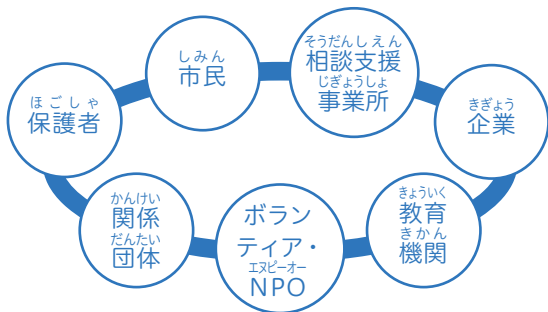 ほごしゃ
保護者
しみん
市民
そうだんしえん
相談支援
じぎょうしょ
事業所
きぎょう
企業
かんけい
関係
だんたい
団体
ボラン
ティア・
エヌピーオー
NPO
きょういく
教育
きかん
機関